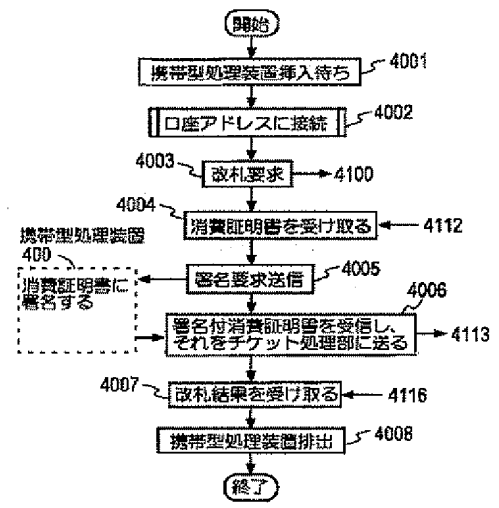 開始
携帯型処理装置挿入待ち
4001
口座アドレスに接続
4002
4003
改札要求
4100
4004
消費証明書を受け取る
4112
携帯型処理装置
400
消費証明書に
署名する
署名要求送信
4005
4006
署名付消費証明書を受信し、
それをチケット処理部に送る
4113
4007
改札結果を受け取る
4116
携帯型処理装置排出
4008
終了